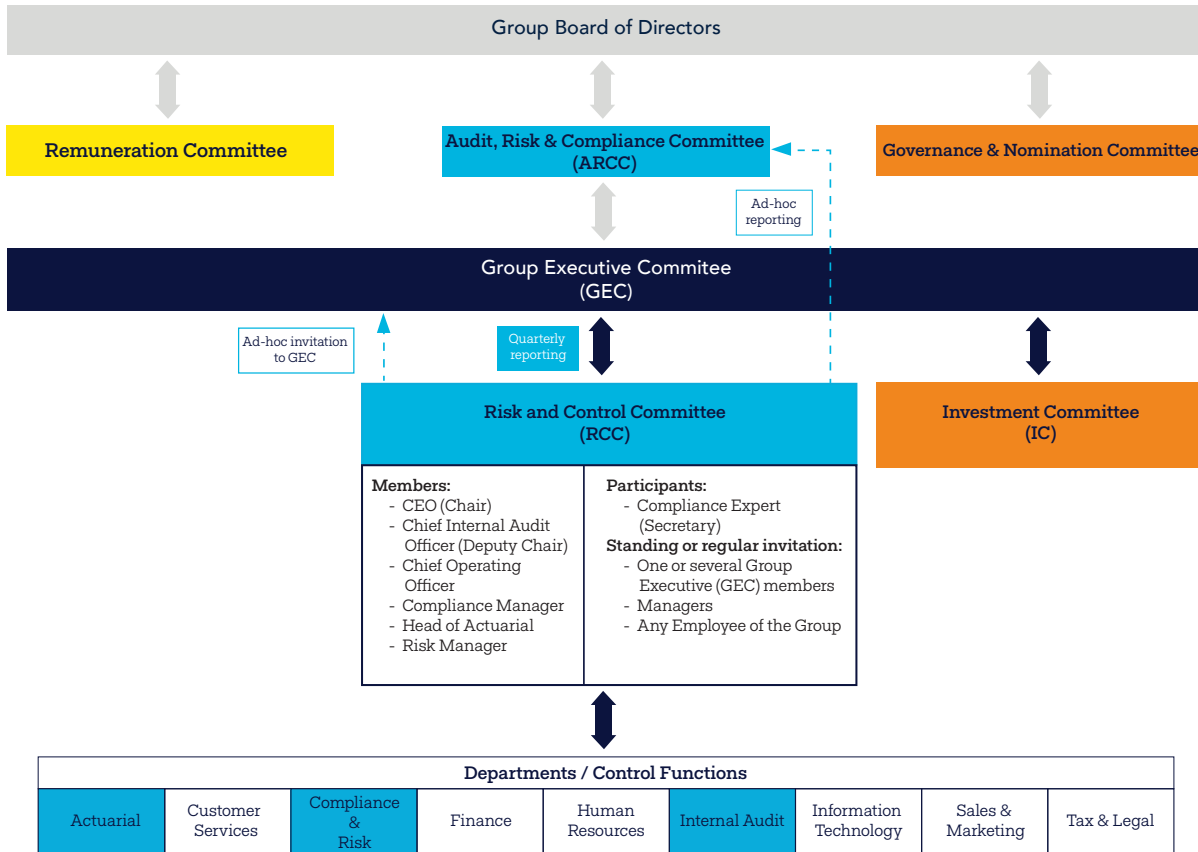 Group Board of Directors
Remuneration Committee
Audit, Risk & Compliance Committee
(ARCC)
Governance & Nomination Committee
Ad-hoc
reporting
Group Executive Commitee
(GEC)
Ad-hoc invitation
to GEC
Quarterly
reporting
Risk and Control Committee
(RCC)
Investment Committee
(IC)
Members:
- CEO (Chair)
- Chief Internal Audit
Officer (Deputy Chair)
- Chief Operating
Officer
- Compliance Manager
- Head of Actuarial
- Risk Manager
Participants:
- Compliance Expert
(Secretary)
Standing or regular invitation:
- One or several Group
Executive (GEC) members
- Managers
- Any Employee of the Group
Departments / Control Functions
Actuarial
Customer
Services
Compliance
&
Risk
Finance
Human
Resources
Internal Audit
Information
Technology
Sales &
Marketing
Tax & Legal